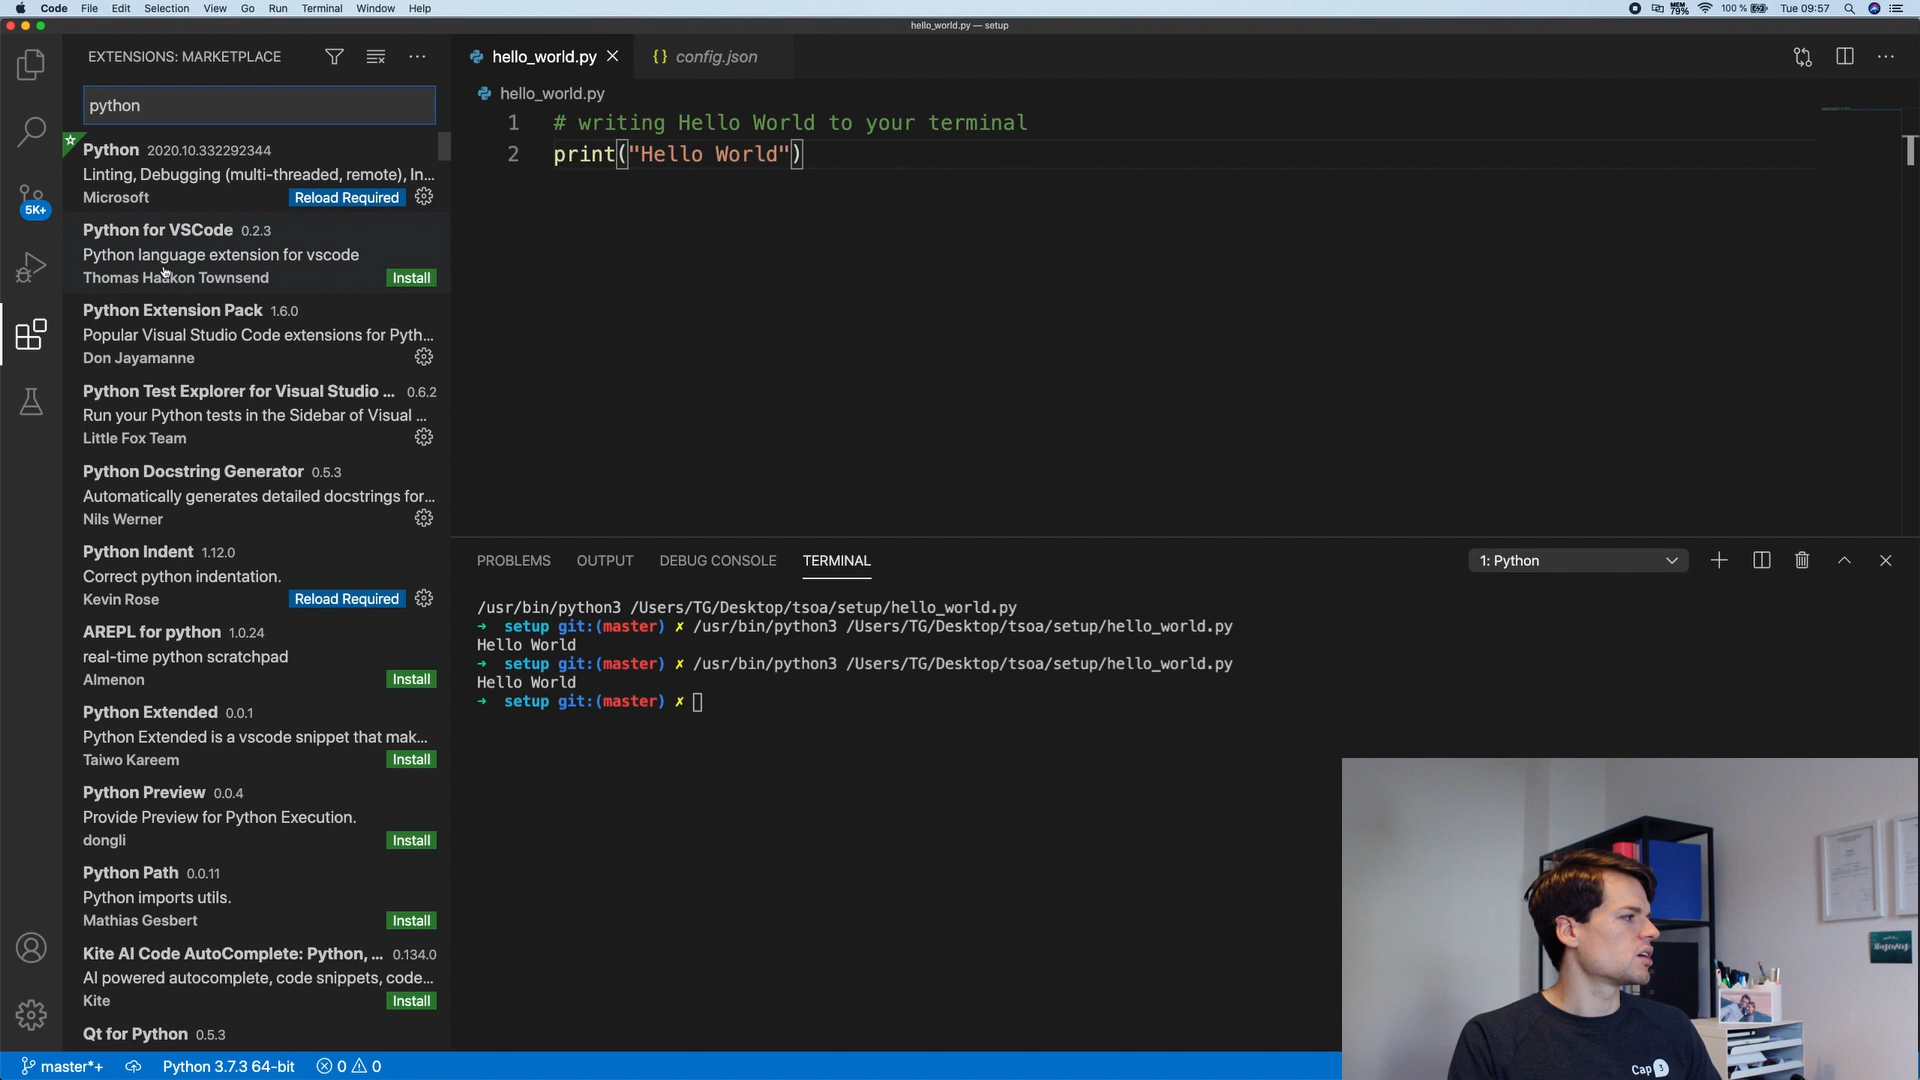 Code File Edit Selection View Go Run Terminal Window Help MEM 79% 100 % Tue 09:57
hello_world.py — setup
EXTENSIONS: MARKETPLACE
python
Python 2020.10.332292344
Linting, Debugging (multi-threaded, remote), In...
Microsoft Reload Required
5K+
Python for VSCode 0.2.3
Python language extension for vscode
Thomas Haakon Townsend Install
Python Extension Pack 1.6.0
Popular Visual Studio Code extensions for Pyth...
Don Jayamanne
Python Test Explorer for Visual Studio ... 0.6.2
Run your Python tests in the Sidebar of Visual ...
Little Fox Team
Python Docstring Generator 0.5.3
Automatically generates detailed docstrings for...
Nils Werner
Python Indent 1.12.0
Correct python indentation.
Kevin Rose Reload Required
AREPL for python 1.0.24
real-time python scratchpad
Almenon Install
Python Extended 0.0.1
Python Extended is a vscode snippet that mak...
Taiwo Kareem Install
Python Preview 0.0.4
Provide Preview for Python Execution.
dongli Install
Python Path 0.0.11
Python imports utils.
Mathias Gesbert Install
Kite AI Code AutoComplete: Python, ... 0.134.0
AI powered autocomplete, code snippets, code...
Kite Install
Qt for Python 0.5.3
hello_world.py {} config.json
hello_world.py
1 # writing Hello World to your terminal
2 print("Hello World")
PROBLEMS OUTPUT DEBUG CONSOLE TERMINAL 1: Python
/usr/bin/python3 /Users/TG/Desktop/tsoa/setup/hello_world.py
➜ setup git:(master) ✗ /usr/bin/python3 /Users/TG/Desktop/tsoa/setup/hello_world.py
Hello World
➜ setup git:(master) ✗ /usr/bin/python3 /Users/TG/Desktop/tsoa/setup/hello_world.py
Hello World
➜ setup git:(master) ✗
Cap 3
master*+ Python 3.7.3 64-bit 0 0